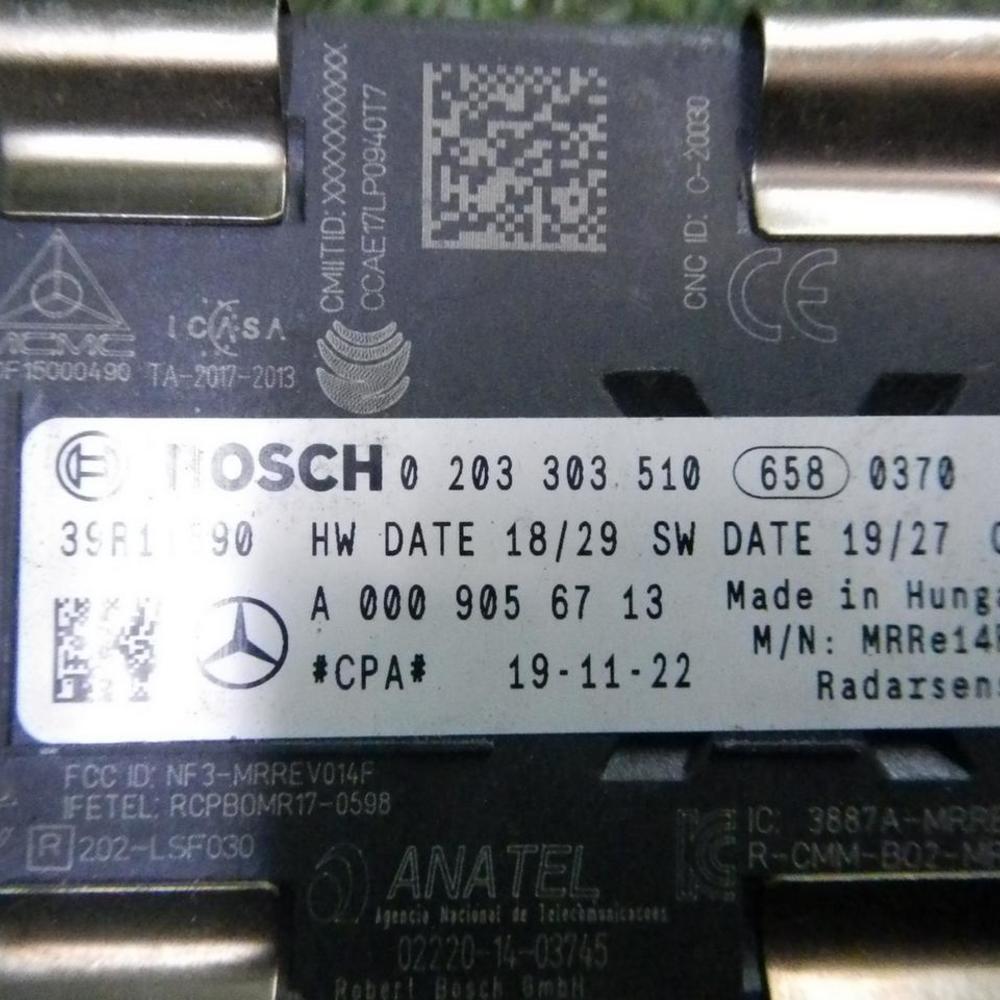 CMIITID: XXXXXXXXXX
CCAE17LP0940T7
CNC ID: C-20030
ICASA
TA-2017-2013
BOSCH 0 203 303 510 658 0370
HW DATE 18/29 SW DATE 19/27
A 000 905 67 13 Made in Hunga
M/N: MRRe14
#CPA# 19-11-22 Radarsens
FCC ID: NF3-MRREV014F
IFETEL: RCPBOMR17-0598
R 202-LSF030
IC: 3887A-MRRE
R-CMM-BO2-MR
ANATEL
Agencia Nacional de Telecomunicacoes
02220-14-03745
Robert Bosch GmbH